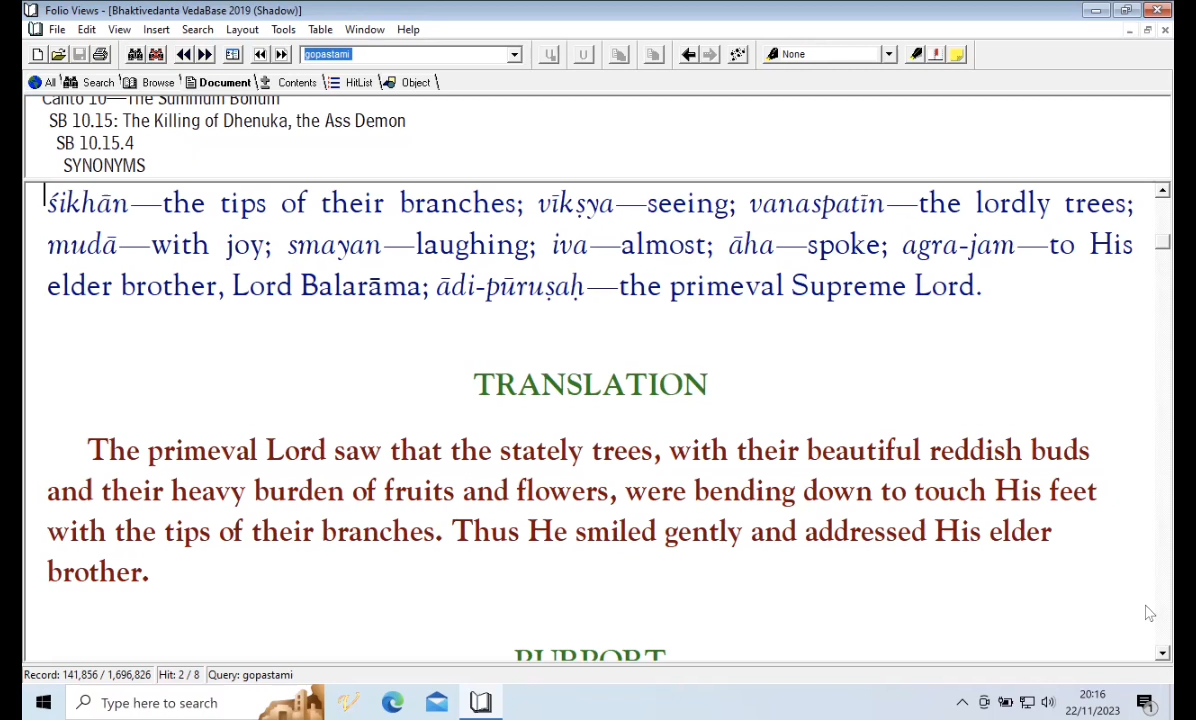 Folio Views - [Bhaktivedanta VedaBase 2019 (Shadow)]
File Edit View Insert Search Layout Tools Table Window Help
gopastami
None
All Search Browse Document Contents HitList Object
Canto 10—The Summum Bonum
SB 10.15: The Killing of Dhenuka, the Ass Demon
SB 10.15.4
SYNONYMS
śikhān—the tips of their branches; vīkṣya—seeing; vanaspatīn—the lordly trees;
mudā—with joy; smayan—laughing; iva—almost; āha—spoke; agra-jam—to His
elder brother, Lord Balarāma; ādi-pūruṣaḥ—the primeval Supreme Lord.
TRANSLATION
The primeval Lord saw that the stately trees, with their beautiful reddish buds
and their heavy burden of fruits and flowers, were bending down to touch His feet
with the tips of their branches. Thus He smiled gently and addressed His elder
brother.
PURPORT
Record: 141,856 / 1,696,826 Hit: 2 / 8 Query: gopastami
Type here to search
20:16
22/11/2023
1